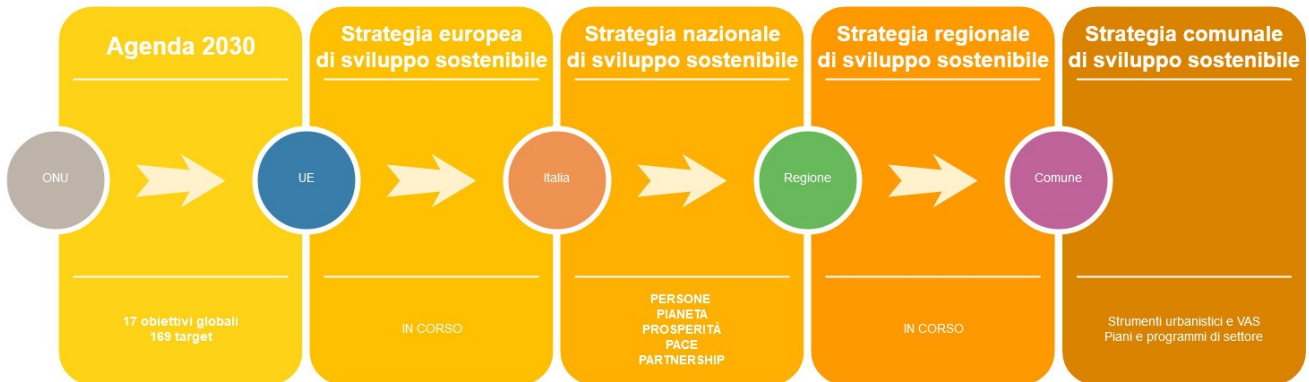 Agenda 2030
Strategia europea
di sviluppo sostenibile
Strategia nazionale
di sviluppo sostenibile
Strategia regionale
di sviluppo sostenibile
Strategia comunale
di sviluppo sostenibile
ONU
UE
Italia
Regione
Comune
17 obiettivi globali
169 target
IN CORSO
PERSONE
PIANETA
PROSPERITÀ
PACE
PARTNERSHIP
IN CORSO
Strumenti urbanistici e VAS
Piani e programmi di settore